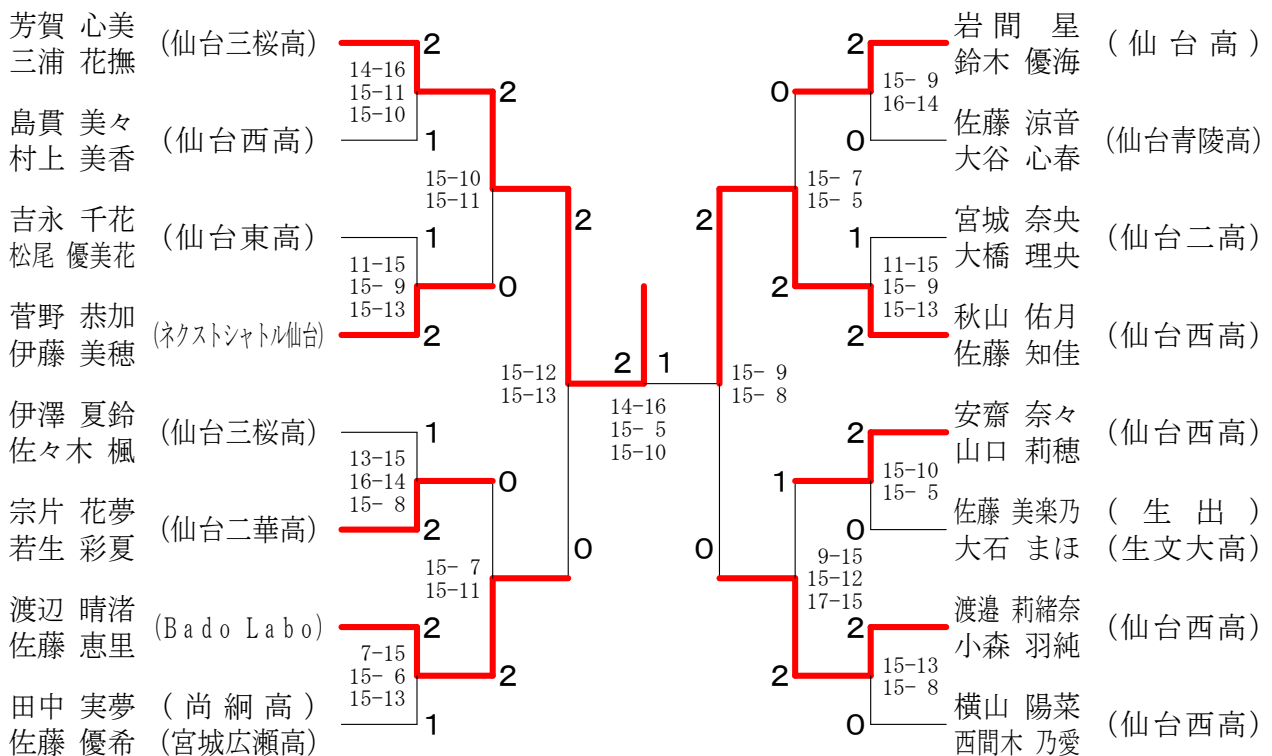 芳賀 心美
三浦 花撫
(仙台三桜高)
2
14-16
15-11
15-10
2
島貫 美々
村上 美香
(仙台西高)
1
15-10
15-11
2
吉永 千花
松尾 優美花
(仙台東高)
1
11-15
15- 9
15-13
0
菅野 恭加
伊藤 美穂
(ネクストシャトル仙台)
2
15-12
15-13
伊澤 夏鈴
佐々木 楓
(仙台三桜高)
1
13-15
16-14
15- 8
0
宗片 花夢
若生 彩夏
(仙台二華高)
2
15- 7
15-11
0
渡辺 晴渚
佐藤 恵里
(Bado Labo)
2
7-15
15- 6
15-13
2
田中 実夢
佐藤 優希
(尚絅高)
(宮城広瀬高)
1
2 1
14-16
15- 5
15-10
岩間 星
鈴木 優海
(仙台高)
2
15- 9
16-14
0
佐藤 涼音
大谷 心春
(仙台青陵高)
0
15- 7
15- 5
2
宮城 奈央
大橋 理央
(仙台二高)
1
11-15
15- 9
15-13
2
秋山 佑月
佐藤 知佳
(仙台西高)
2
15- 9
15- 8
安齋 奈々
山口 莉穂
(仙台西高)
2
15-10
15- 5
1
佐藤 美楽乃
大石 まほ
(生出)
(生文大高)
0
9-15
15-12
17-15
0
渡邉 莉緒奈
小森 羽純
(仙台西高)
2
15-13
15- 8
2
横山 陽菜
西間木 乃愛
(仙台西高)
0